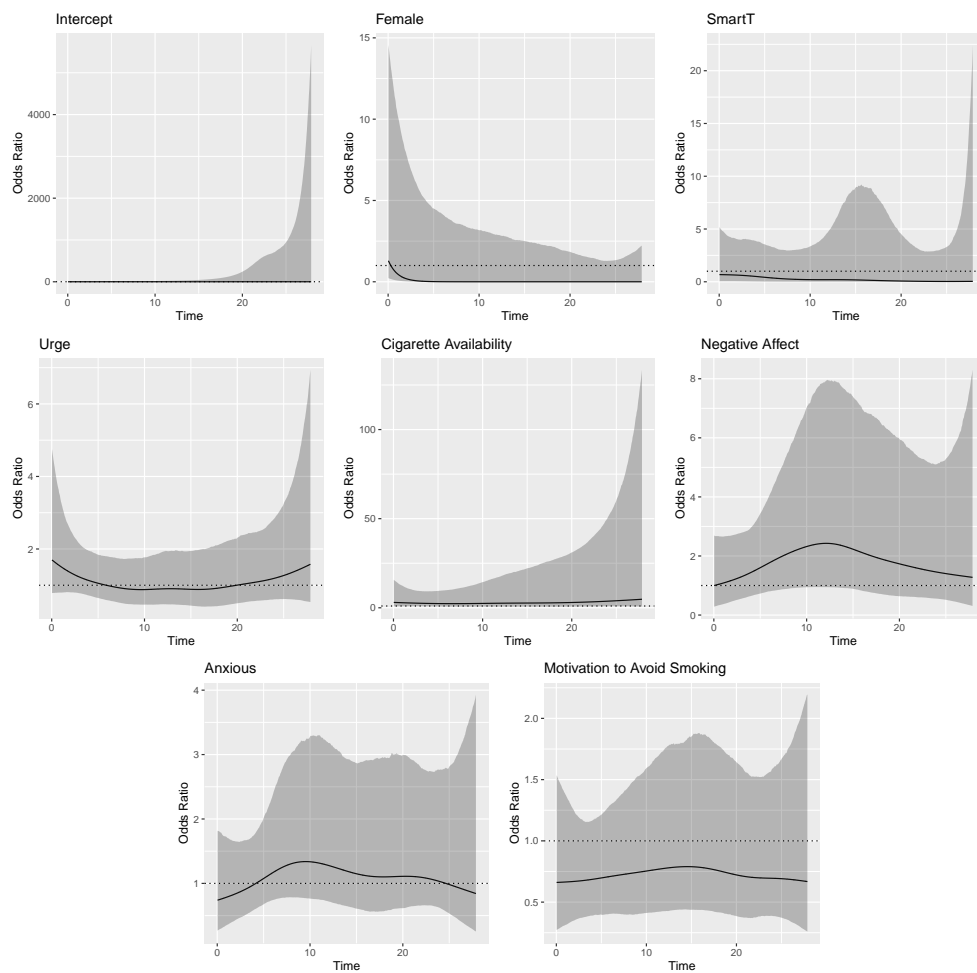 Intercept
Odds Ratio
4000
2000
0
0
10
20
Time
Female
Odds Ratio
15
10
5
0
0
10
20
Time
SmartT
Odds Ratio
20
15
10
5
0
0
10
20
Time
Urge
Odds Ratio
6
4
2
0
10
20
Time
Cigarette Availability
Odds Ratio
100
50
0
0
10
20
Time
Negative Affect
Odds Ratio
8
6
4
2
0
0
10
20
Time
Anxious
Odds Ratio
4
3
2
1
0
10
20
Time
Motivation to Avoid Smoking
Odds Ratio
2.0
1.5
1.0
0.5
0
10
20
Time